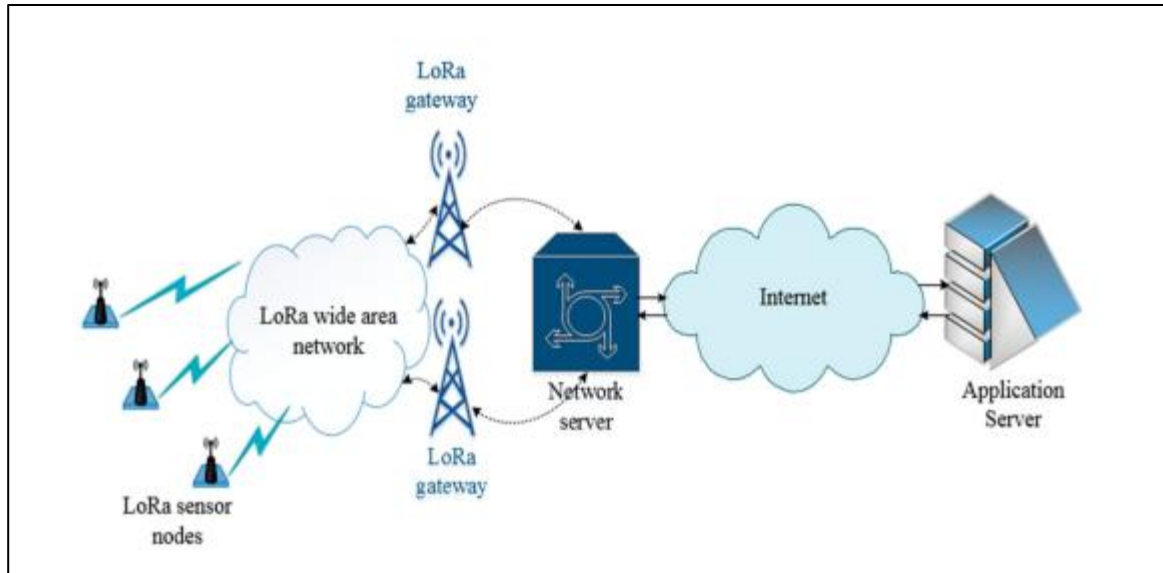 LoRa
gateway
LoRa wide area
network
LoRa sensor
nodes
LoRa
gateway
Network
server
Internet
Application
Server